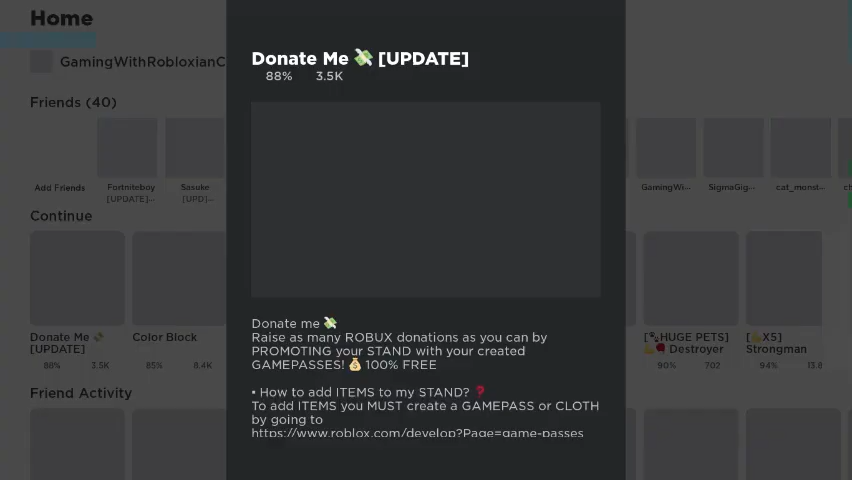 Home
Donate Me 💸 [UPDATE]
88% 3.5K
GamingWithRobloxianC
Friends (40)
Add Friends
Fortniteboy
[UPDATE]...
Sasuke
[UPD]...
GamingWi...
SigmaGig...
cat_monst...
Continue
Donate Me 💸
[UPDATE]
88% 3.5K
Color Block
85% 8.4K
[🐾HUGE PETS]
Destroyer
90% 702
[💪X5]
Strongman
94% 13.8
Donate me 💸
Raise as many ROBUX donations as you can by
PROMOTING your STAND with your created
GAMEPASSES! 💰 100% FREE
• How to add ITEMS to my STAND? 🌹
To add ITEMS you MUST create a GAMEPASS or CLOTH
by going to
https://www.roblox.com/develop?Page=game-passes
Friend Activity